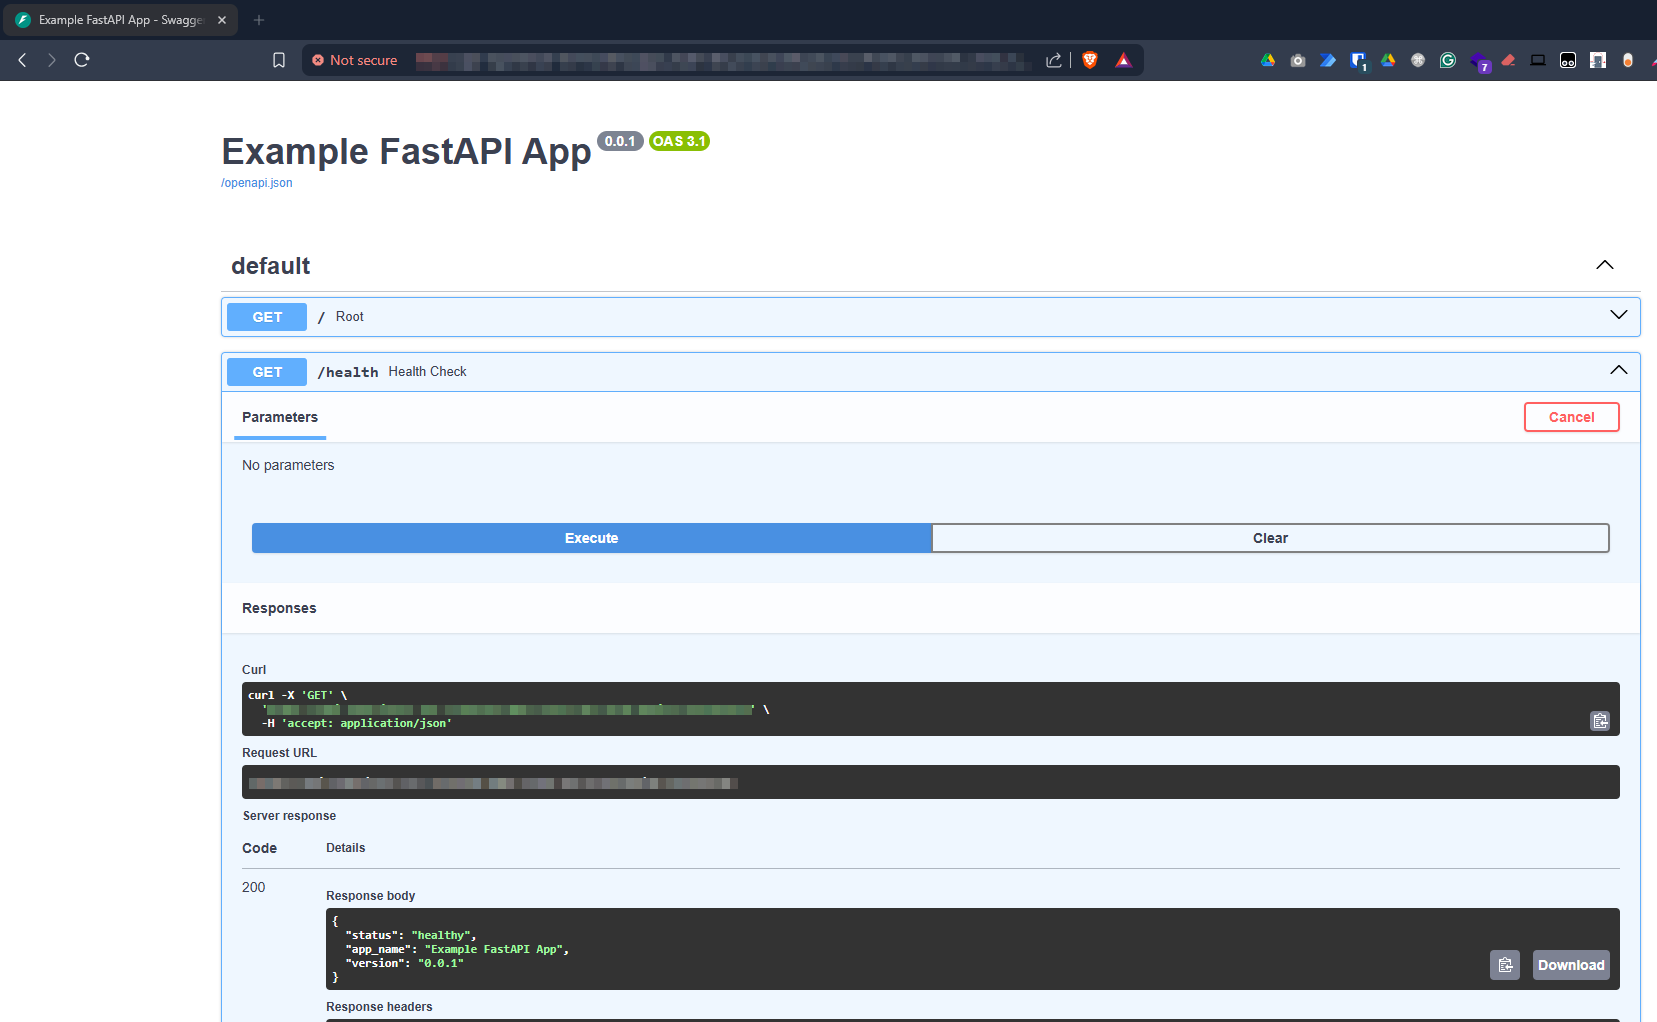 Example FastAPI App - Swagge
Not secure
1
7
Example FastAPI App 0.0.1 OAS 3.1
/openapi.json
default
GET / Root
GET /health Health Check
Parameters
Cancel
No parameters
Execute
Clear
Responses
Curl
curl -X 'GET' \
' ' \
-H 'accept: application/json'
Request URL
Server response
Code Details
200
Response body
{
"status": "healthy",
"app_name": "Example FastAPI App",
"version": "0.0.1"
}
Download
Response headers